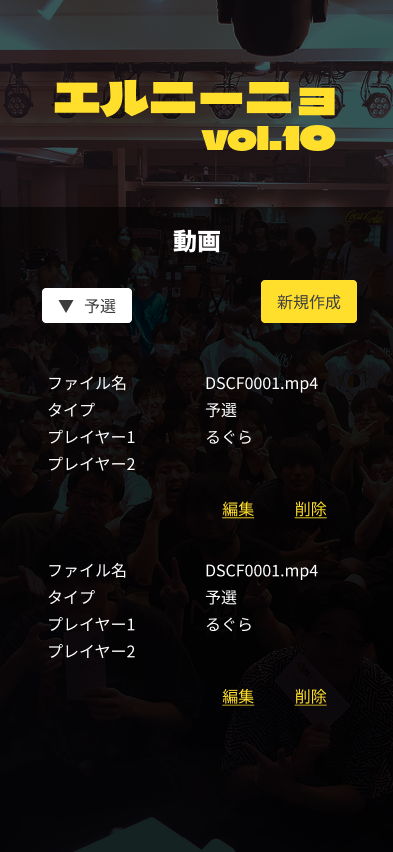 エルニーニョ
vol.10
動画
▼ 予選
新規作成
ファイル名 DSCF0001.mp4
タイプ 予選
プレイヤー1 るぐら
プレイヤー2
編集 削除
ファイル名 DSCF0001.mp4
タイプ 予選
プレイヤー1 るぐら
プレイヤー2
編集 削除